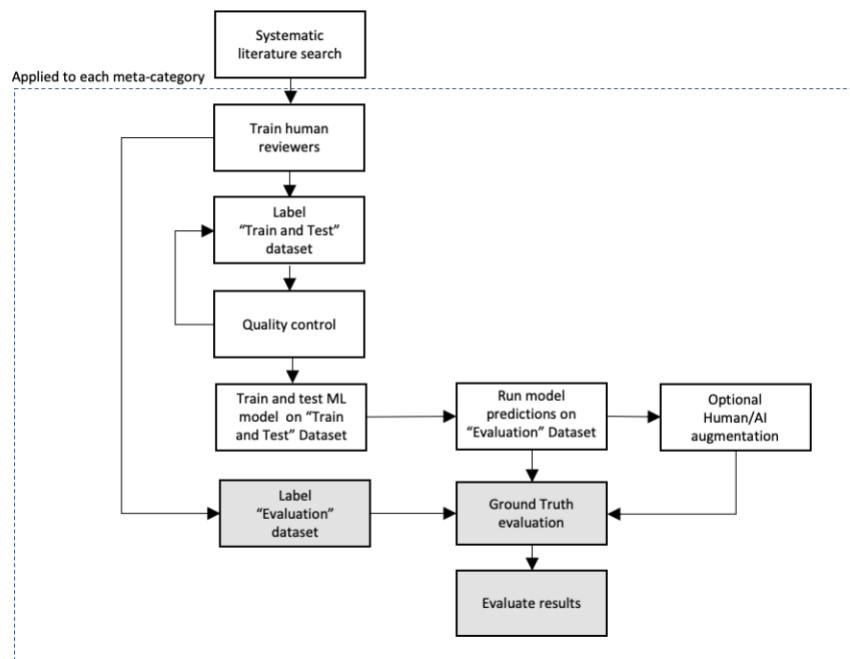 Systematic
literature search
Applied to each meta-category
Train human
reviewers
Label
“Train and Test”
dataset
Quality control
Train and test ML
model on “Train
and Test” Dataset
Run model
predictions on
“Evaluation” Dataset
Optional
Human/AI
augmentation
Label
“Evaluation”
dataset
Ground Truth
evaluation
Evaluate results